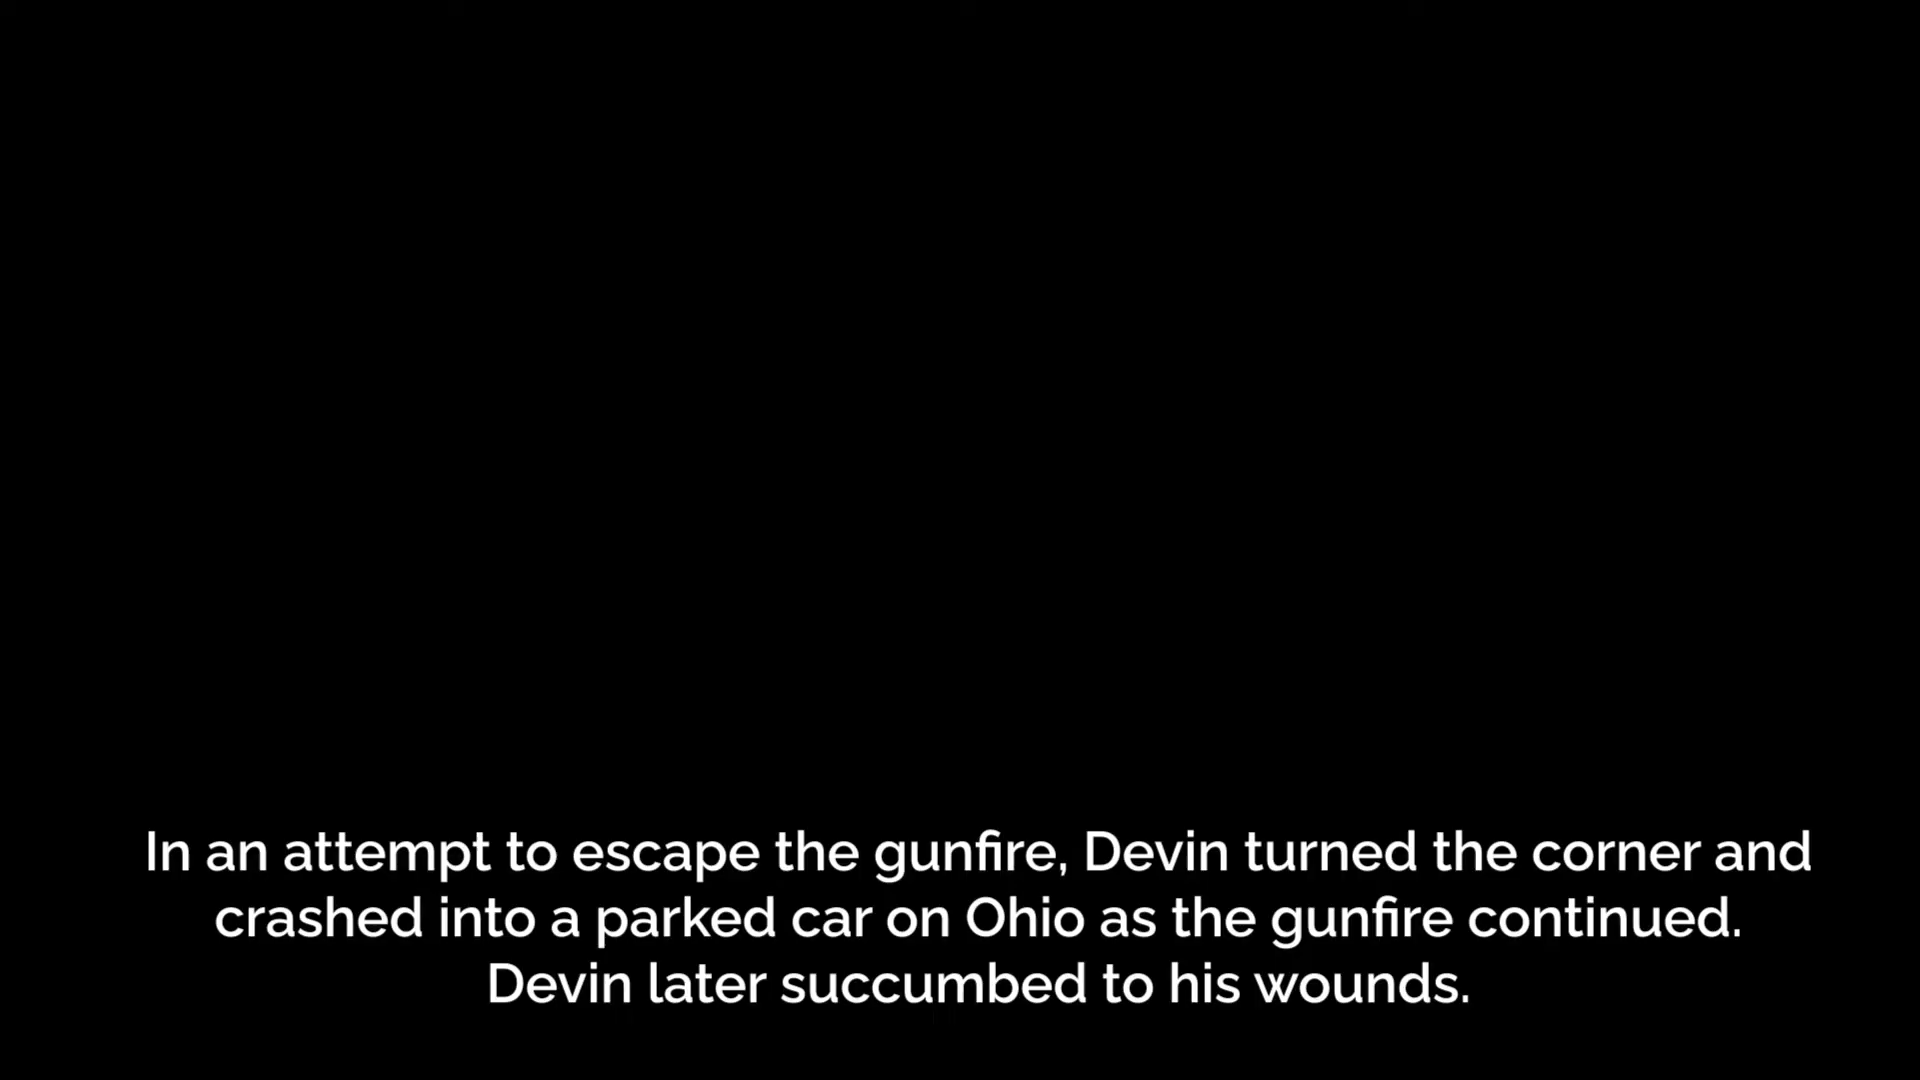 In an attempt to escape the gunfire, Devin turned the corner and
crashed into a parked car on Ohio as the gunfire continued.
Devin later succumbed to his wounds.